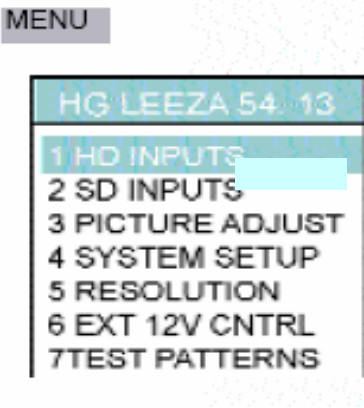 MENU
HG LEEZA 54. 13
1 HD INPUTS
2 SD INPUTS
3 PICTURE ADJUST
4 SYSTEM SETUP
5 RESOLUTION
6 EXT 12V CNTRL
7TEST PATTERNS